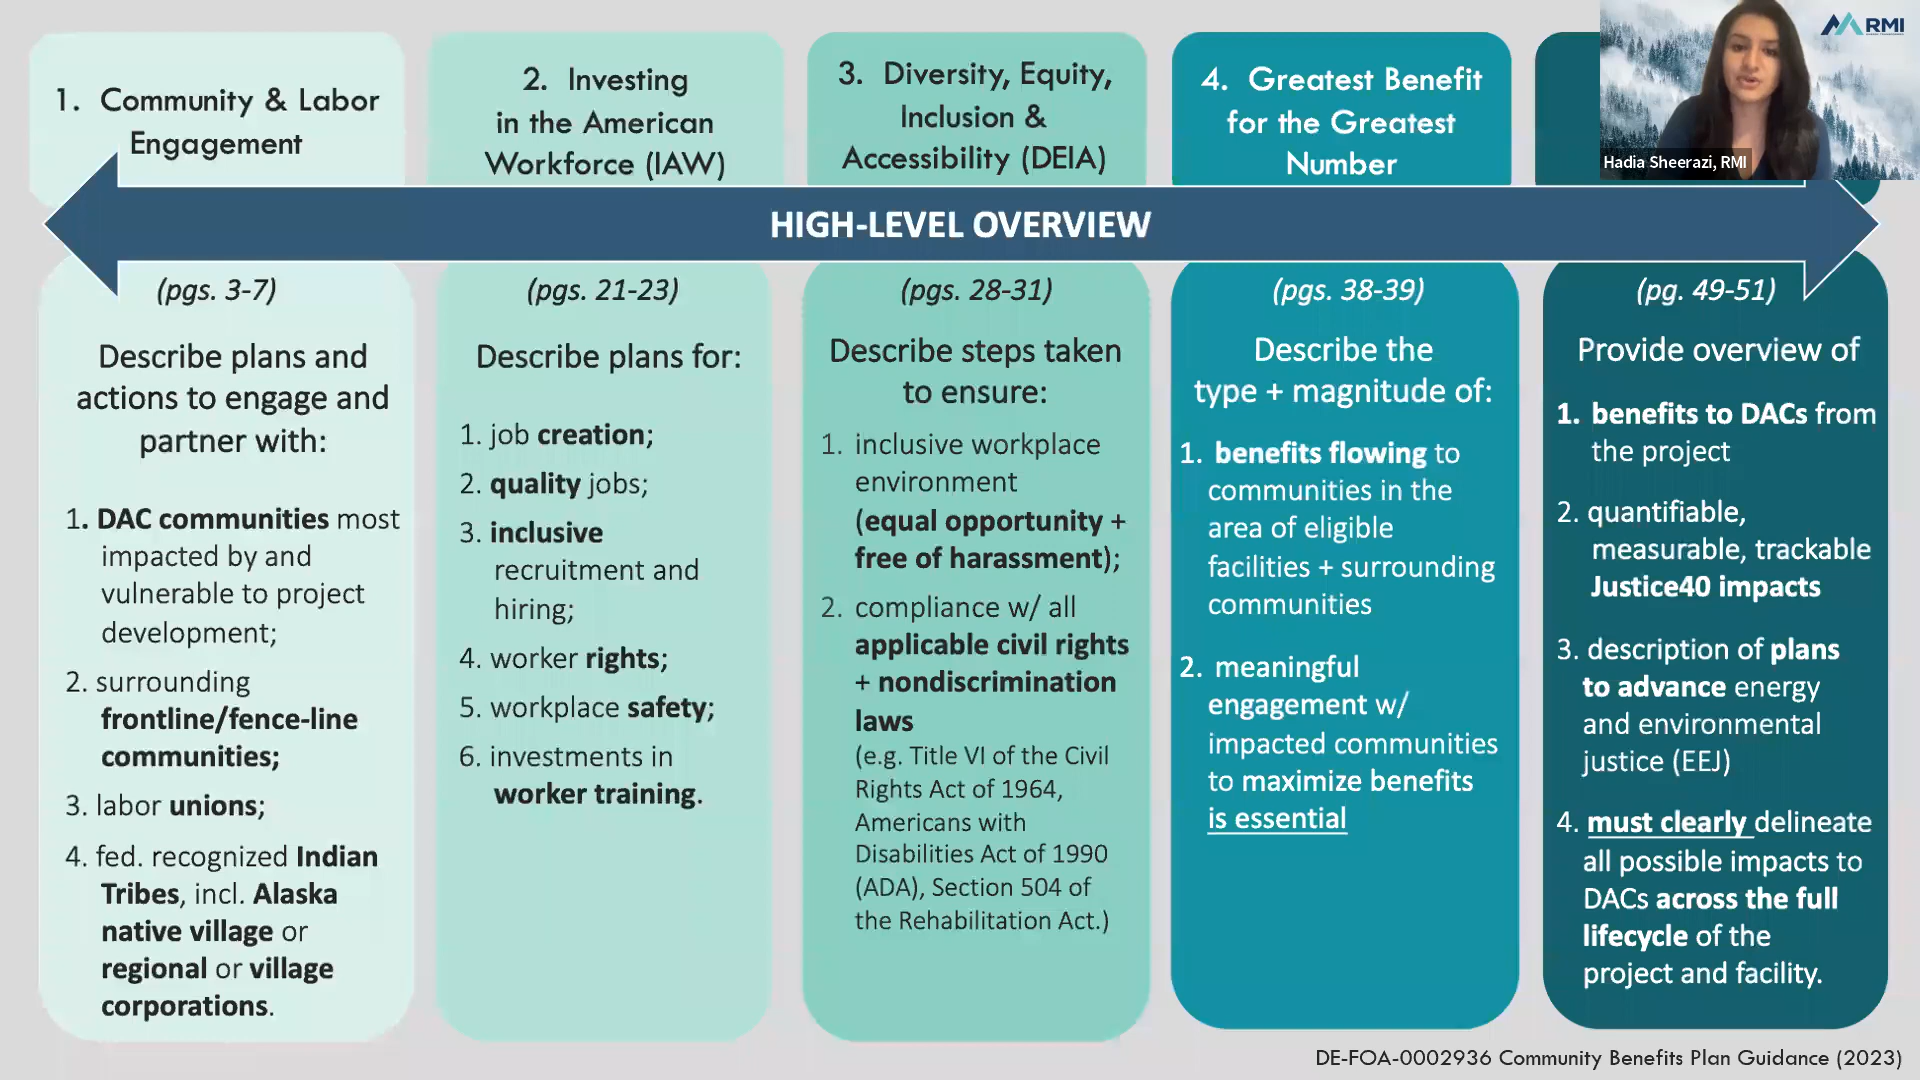 1. Community & Labor
Engagement
2. Investing
in the American
Workforce (IAW)
3. Diversity, Equity,
Inclusion &
Accessibility (DEIA)
4. Greatest Benefit
for the Greatest
Number
RMI
Hadia Sheerazi, RMI
HIGH-LEVEL OVERVIEW
(pgs. 3-7)
Describe plans and
actions to engage and
partner with:
1. DAC communities most
impacted by and
vulnerable to project
development;
2. surrounding
frontline/fence-line
communities;
3. labor unions;
4. fed. recognized Indian
Tribes, incl. Alaska
native village or
regional or village
corporations.
(pgs. 21-23)
Describe plans for:
1. job creation;
2. quality jobs;
3. inclusive
recruitment and
hiring;
4. worker rights;
5. workplace safety;
6. investments in
worker training.
(pgs. 28-31)
Describe steps taken
to ensure:
1. inclusive workplace
environment
(equal opportunity +
free of harassment);
2. compliance w/ all
applicable civil rights
+ nondiscrimination
laws
(e.g. Title VI of the Civil
Rights Act of 1964,
Americans with
Disabilities Act of 1990
(ADA), Section 504 of
the Rehabilitation Act.)
(pgs. 38-39)
Describe the
type + magnitude of:
1. benefits flowing to
communities in the
area of eligible
facilities + surrounding
communities
2. meaningful
engagement w/
impacted communities
to maximize benefits
is essential
(pg. 49-51)
Provide overview of
1. benefits to DACs from
the project
2. quantifiable,
measurable, trackable
Justice40 impacts
3. description of plans
to advance energy
and environmental
justice (EEJ)
4. must clearly delineate
all possible impacts to
DACs across the full
lifecycle of the
project and facility.
DE-FOA-0002936 Community Benefits Plan Guidance (2023)